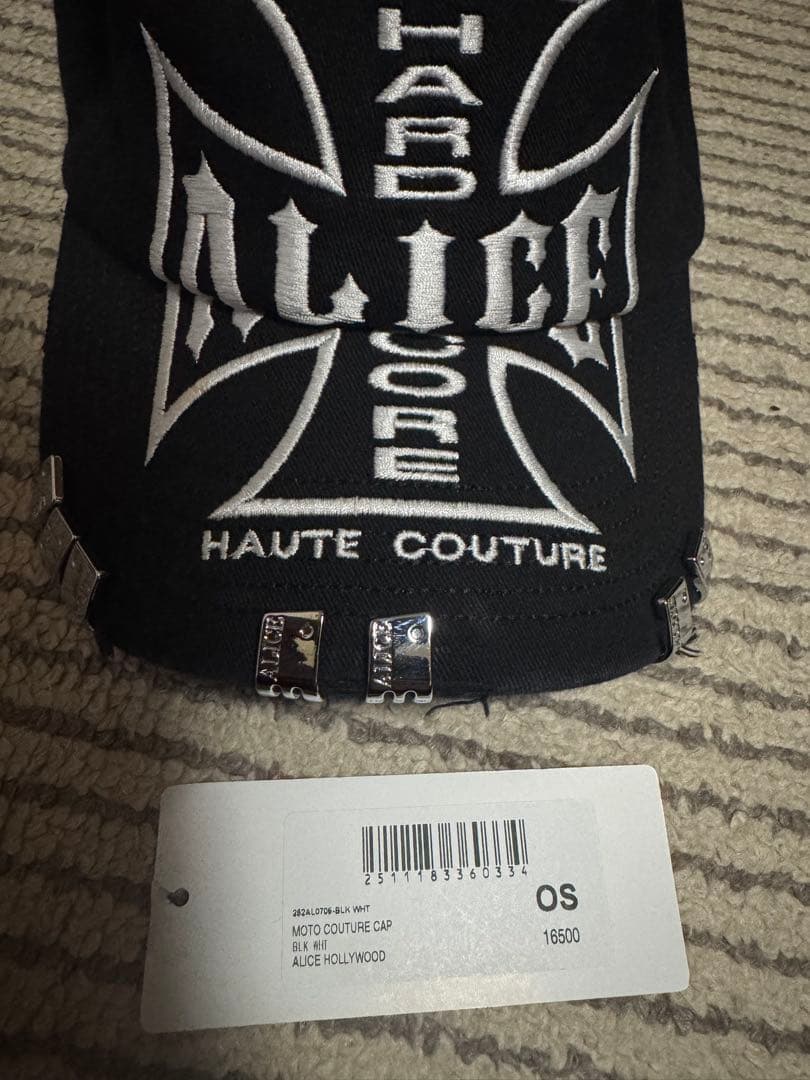 HARD
ALICE
CORE
HAUTE COUTURE
ALICE
ALICE
2511183360334
OS
252AL0706-BLK WHT
MOTO COUTURE CAP
16500
BLK WHT
ALICE HOLLYWOOD